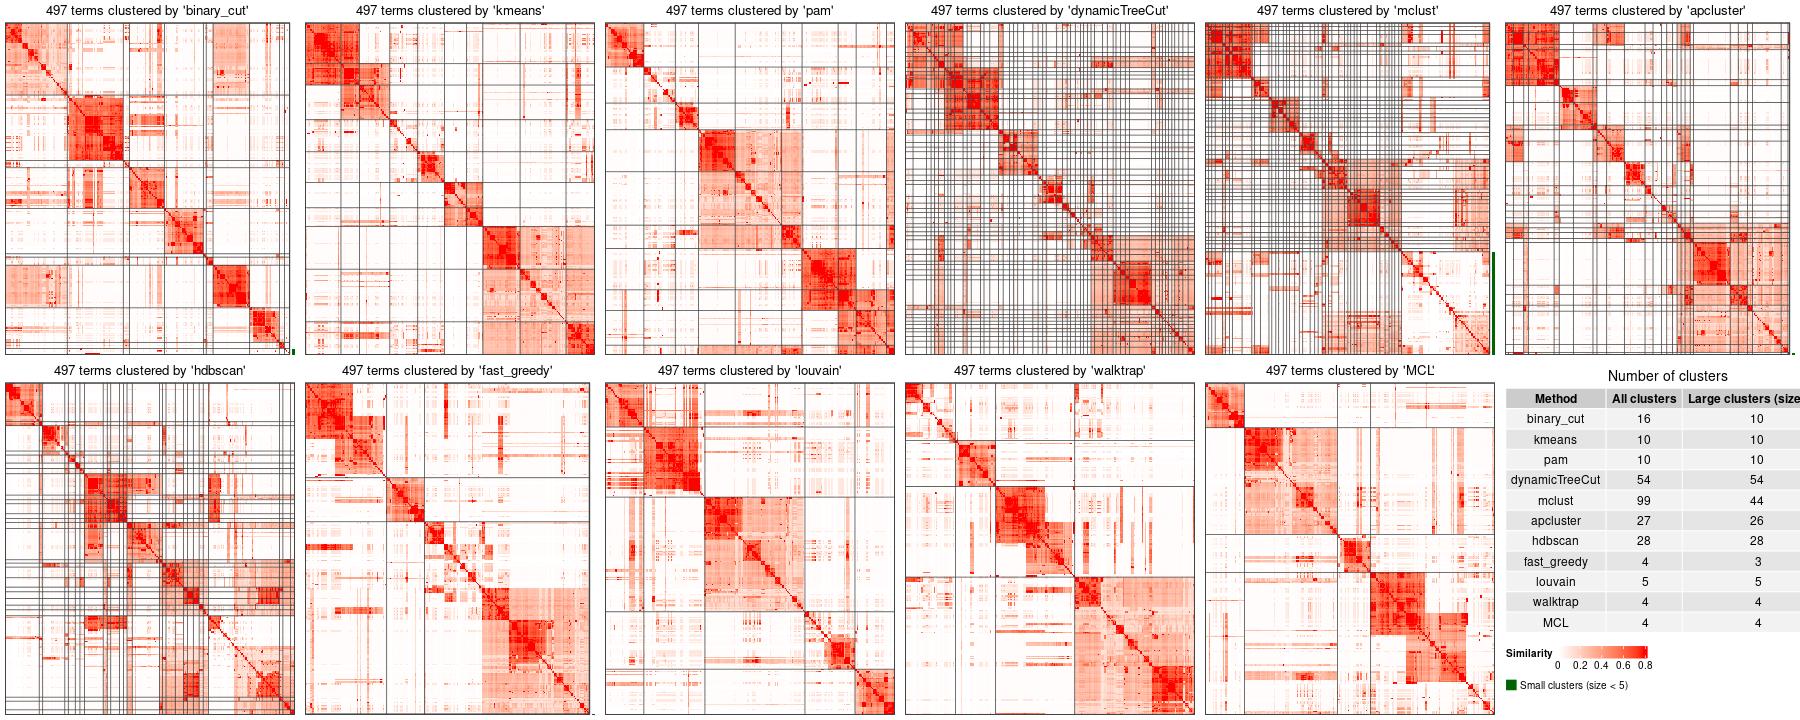 497 terms clustered by 'binary_cut'
497 terms clustered by 'kmeans'
497 terms clustered by 'pam'
497 terms clustered by 'dynamicTreeCut'
497 terms clustered by 'mclust'
497 terms clustered by 'apcluster'
497 terms clustered by 'hdbscan'
497 terms clustered by 'fast_greedy'
497 terms clustered by 'louvain'
497 terms clustered by 'walktrap'
497 terms clustered by 'MCL'
Number of clusters
Method All clusters Large clusters (size
binary_cut 16 10
kmeans 10 10
pam 10 10
dynamicTreeCut 54 54
mclust 99 44
apcluster 27 26
hdbscan 28 28
fast_greedy 4 3
louvain 5 5
walktrap 4 4
MCL 4 4
Similarity
0 0.2 0.4 0.6 0.8
Small clusters (size < 5)